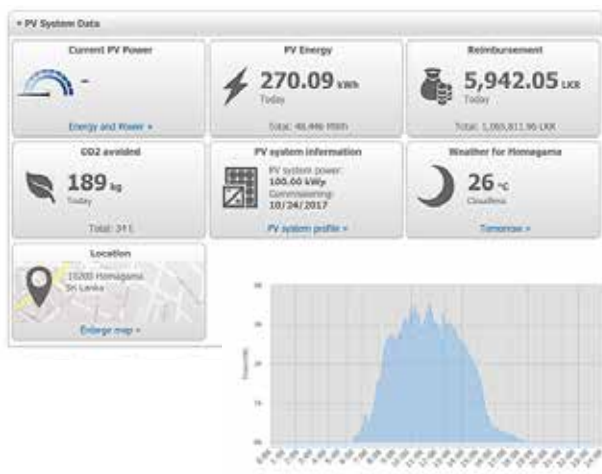 PV System Data
Current PV Power
-
Energy and Power »
PV Energy
270.09 kWh
Today
Total: 48.446 MWh
Reimbursement
5,942.05 LKR
Today
Total: 1,065,811.96 LKR
CO2 avoided
189 kg
Today
Total: 34 t
PV system information
PV system power:
100.00 kWp
Commissioning:
10/24/2017
PV system profile »
Weather for Homagama
26 °C
Cloudless
Tomorrow »
Location
10200 Homagama
Sri Lanka
Enlarge map »